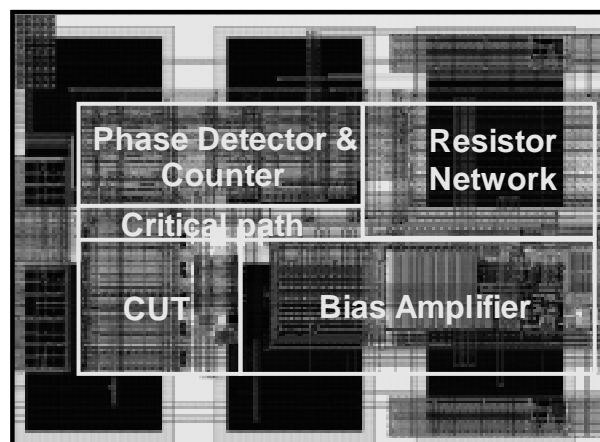 Phase Detector &
Counter
Resistor
Network
Critical path
CUT
Bias Amplifier